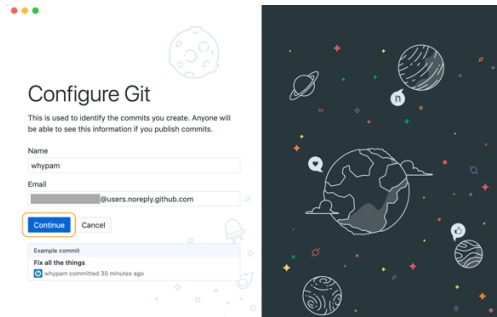 Configure Git
This is used to identify the commits you create. Anyone will
be able to see this information if you publish commits.
Name
whypam
Email
@users.noreply.github.com
Continue Cancel
Example commit
Fix all the things
whypam committed 30 minutes ago
n